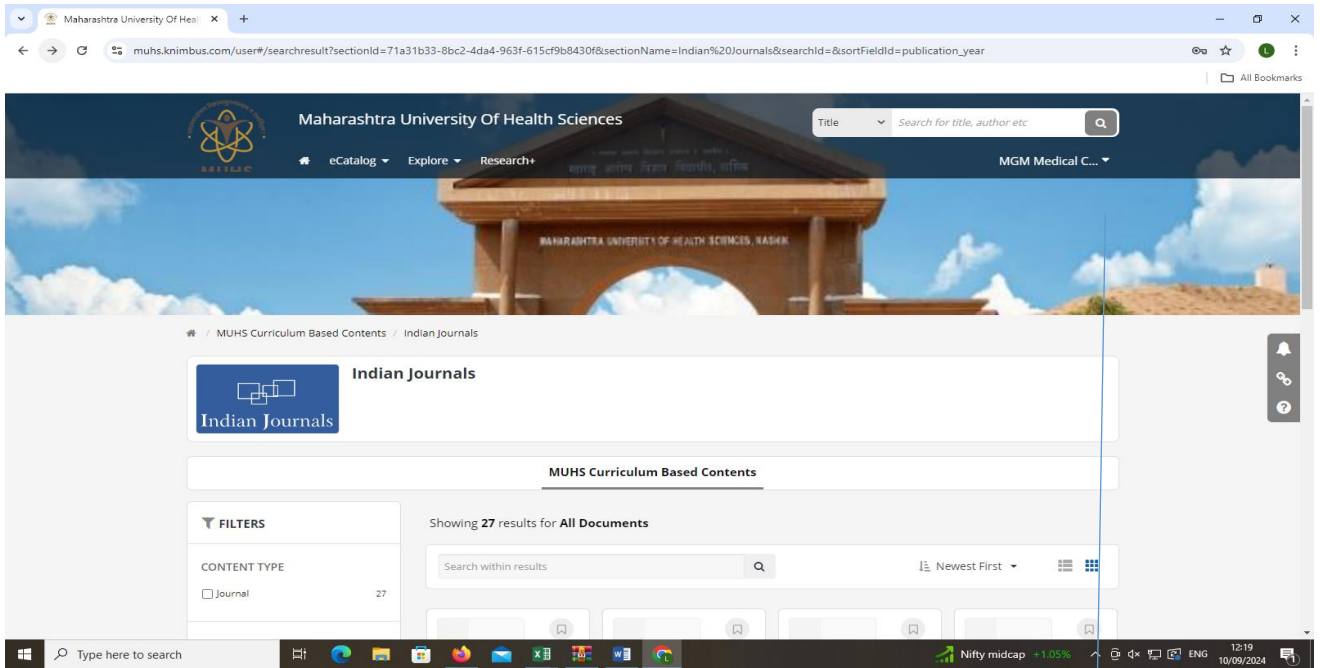 Maharashtra University Of Heal
muhs.knimbus.com/user#/searchresult?sectionId=71a31b33-8bc2-4da4-963f-615cf9b8430f&sectionName=Indian%20Journals&searchId=&sortFieldId=publication_year
L
All Bookmarks
Maharashtra University Of Health Sciences
Title
Search for title, author etc
MUHS
eCatalog
Explore
Research+
MGM Medical C...
MAHARASHTRA UNIVERSITY OF HEALTH SCIENCES, NASHIK
/ MUHS Curriculum Based Contents / Indian Journals
Indian Journals
Indian Journals
MUHS Curriculum Based Contents
FILTERS
Showing 27 results for All Documents
CONTENT TYPE
Search within results
Newest First
Journal 27
Type here to search
Nifty midcap +1.05%
ENG
12:19
10/09/2024